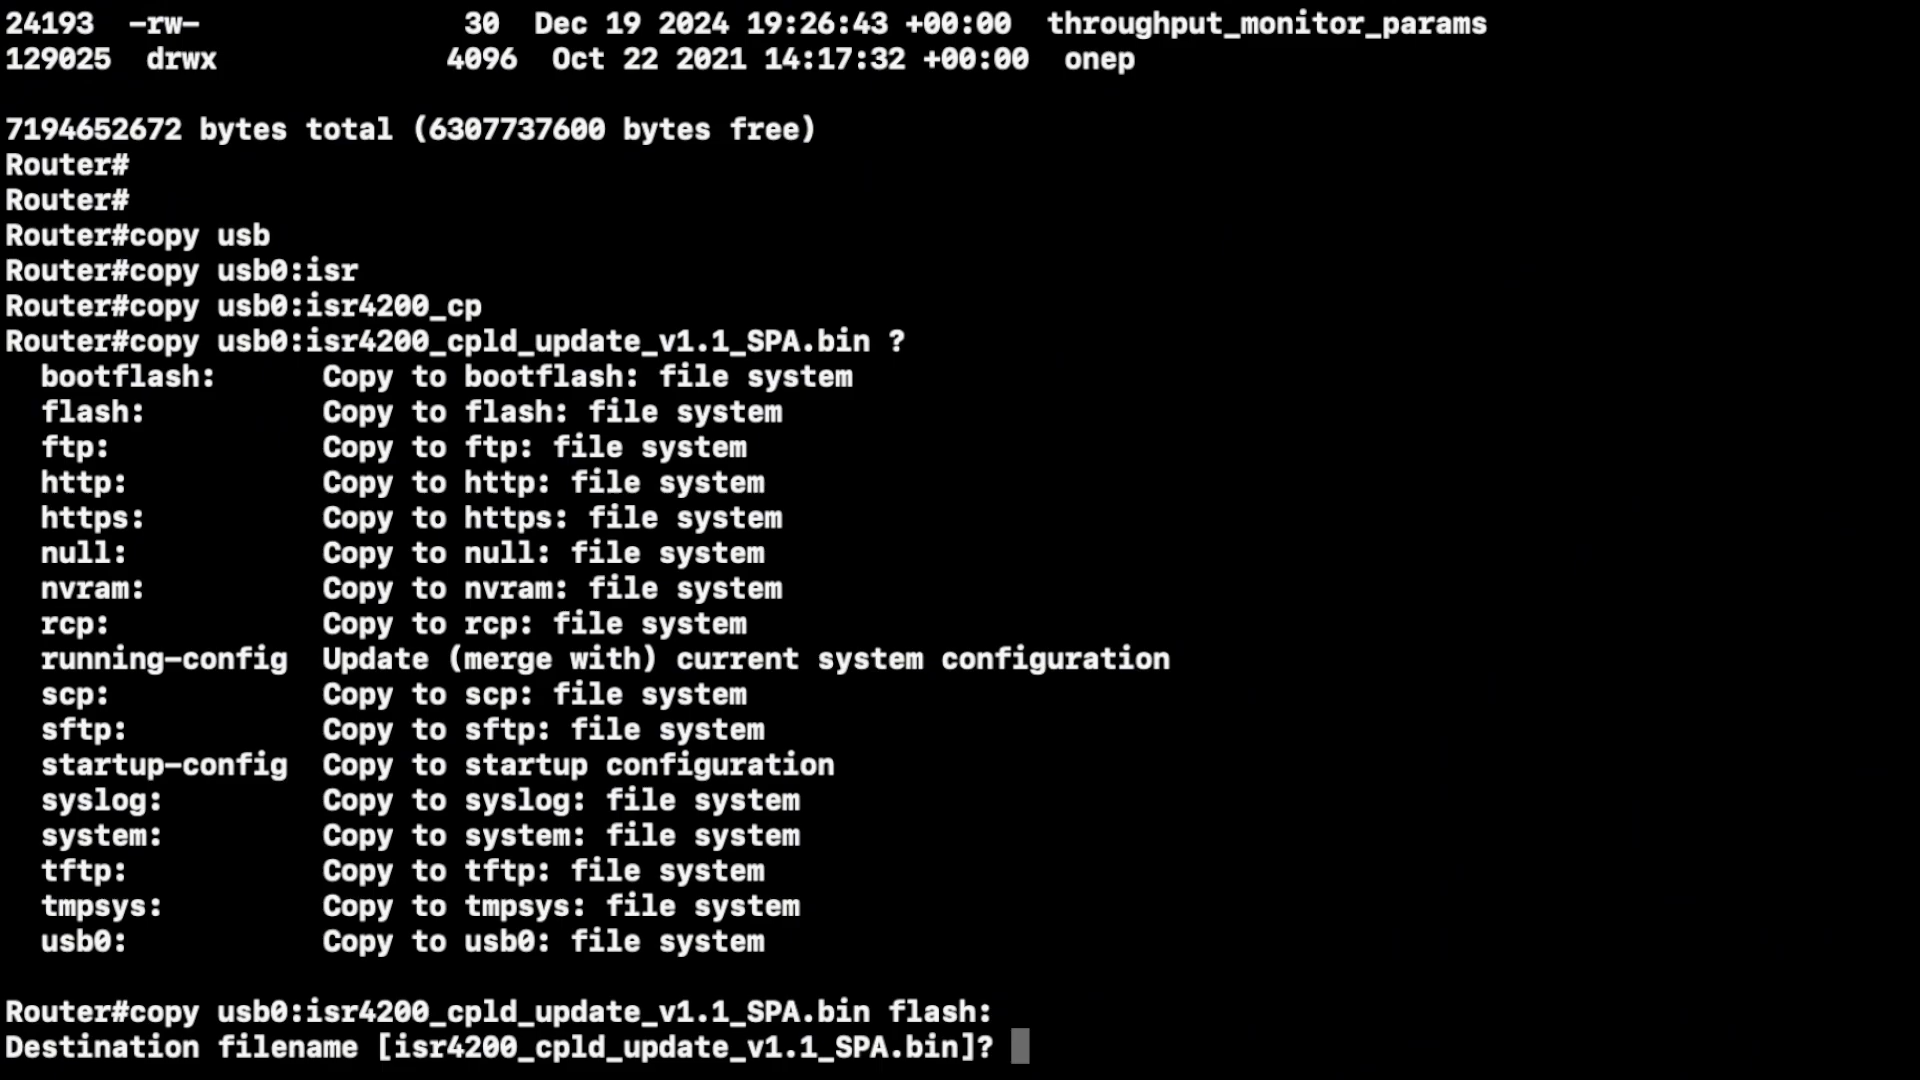 24193  -rw-               30  Dec 19 2024 19:26:43 +00:00  throughput_monitor_params
129025  drwx             4096  Oct 22 2021 14:17:32 +00:00  onep
7194652672 bytes total (6307737600 bytes free)
Router#
Router#
Router#copy usb
Router#copy usb0:isr
Router#copy usb0:isr4200_cp
Router#copy usb0:isr4200_cpld_update_v1.1_SPA.bin ?
  bootflash:      Copy to bootflash: file system
  flash:          Copy to flash: file system
  ftp:            Copy to ftp: file system
  http:           Copy to http: file system
  https:          Copy to https: file system
  null:           Copy to null: file system
  nvram:          Copy to nvram: file system
  rcp:            Copy to rcp: file system
  running-config  Update (merge with) current system configuration
  scp:            Copy to scp: file system
  sftp:           Copy to sftp: file system
  startup-config  Copy to startup configuration
  syslog:         Copy to syslog: file system
  system:         Copy to system: file system
  tftp:           Copy to tftp: file system
  tmpsys:         Copy to tmpsys: file system
  usb0:           Copy to usb0: file system
Router#copy usb0:isr4200_cpld_update_v1.1_SPA.bin flash:
Destination filename [isr4200_cpld_update_v1.1_SPA.bin]?